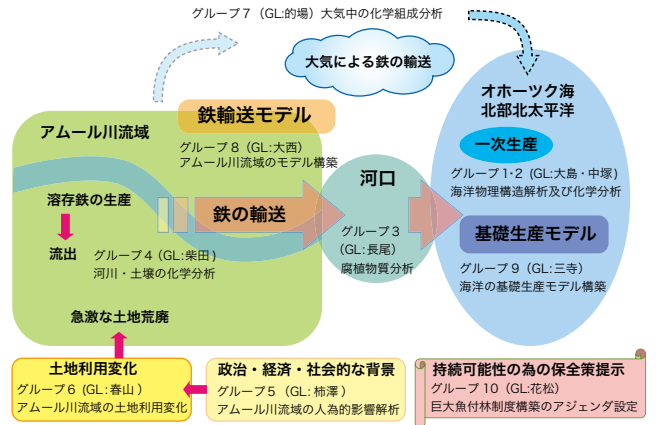 グループ７（GL:的場）大気中の化学組成分析
大気による鉄の輸送
オホーツク海
北部北太平洋
一次生産
グループ1・2（GL:大島・中塚）
海洋物理構造解析及び化学分析
基礎生産モデル
グループ９（GL:三寺）
海洋の基礎生産モデル構築
アムール川流域
鉄輸送モデル
グループ８（GL:大西）
アムール川流域のモデル構築
溶存鉄の生産
鉄の輸送
流出
グループ４（GL:柴田）
河川・土壌の化学分析
急激な土地荒廃
河口
グループ３
（GL:長尾）
腐植物質分析
土地利用変化
グループ６（GL:春山）
アムール川流域の土地利用変化
政治・経済・社会的な背景
グループ５（GL:柿澤）
アムール川流域の人為的影響解析
持続可能性の為の保全策提示
グループ10（GL:花松）
巨大魚付林制度構築のアジェンダ設定